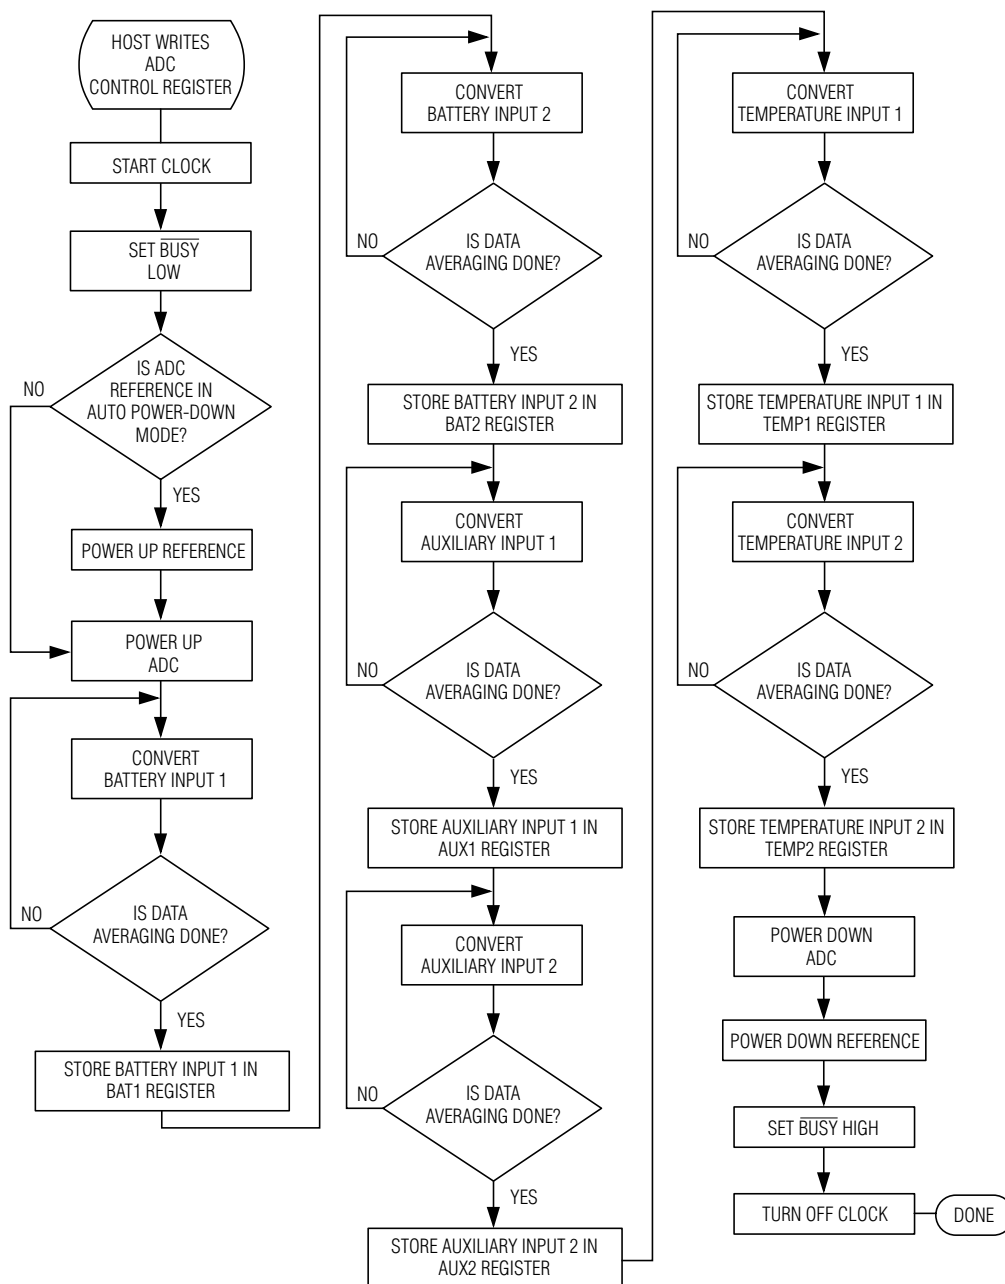 HOST WRITES
ADC
CONTROL REGISTER
START CLOCK
SET BUSY
LOW
IS ADC
REFERENCE IN
AUTO POWER-DOWN
MODE?
NO
YES
POWER UP REFERENCE
POWER UP
ADC
CONVERT
BATTERY INPUT 1
IS DATA
AVERAGING DONE?
NO
YES
STORE BATTERY INPUT 1 IN
BAT1 REGISTER
CONVERT
BATTERY INPUT 2
IS DATA
AVERAGING DONE?
NO
YES
STORE BATTERY INPUT 2 IN
BAT2 REGISTER
CONVERT
AUXILIARY INPUT 1
IS DATA
AVERAGING DONE?
NO
YES
STORE AUXILIARY INPUT 1 IN
AUX1 REGISTER
CONVERT
AUXILIARY INPUT 2
IS DATA
AVERAGING DONE?
NO
YES
STORE AUXILIARY INPUT 2 IN
AUX2 REGISTER
CONVERT
TEMPERATURE INPUT 1
IS DATA
AVERAGING DONE?
NO
YES
STORE TEMPERATURE INPUT 1 IN
TEMP1 REGISTER
CONVERT
TEMPERATURE INPUT 2
IS DATA
AVERAGING DONE?
NO
YES
STORE TEMPERATURE INPUT 2 IN
TEMP2 REGISTER
POWER DOWN
ADC
POWER DOWN REFERENCE
SET BUSY HIGH
TURN OFF CLOCK
DONE